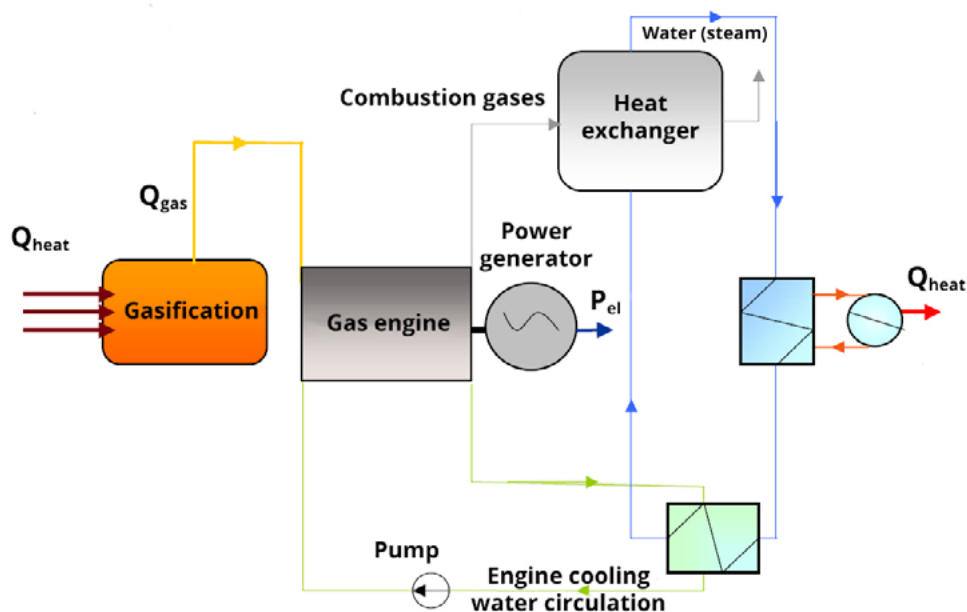 Water (steam)
Combustion gases
Heat
exchanger
Qgas
Qheat
Power
generator
Qheat
Pel
Gasification
Gas engine
Pump
Engine cooling
water circulation